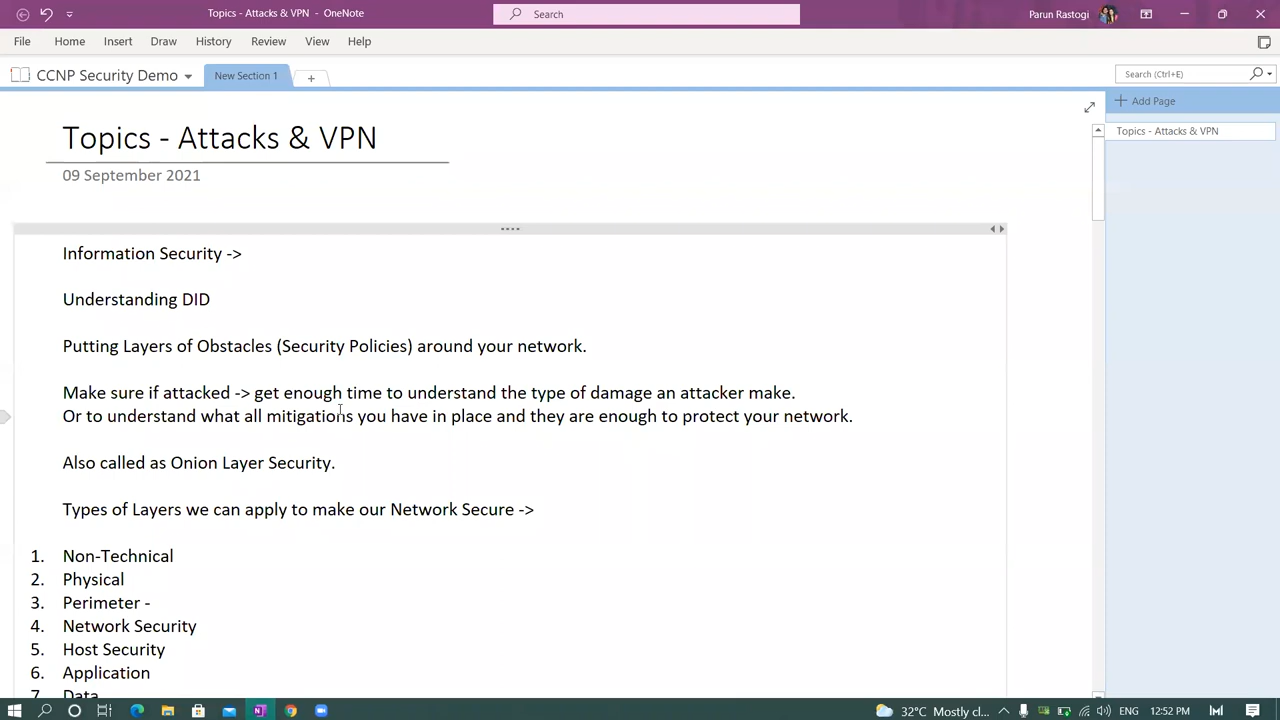 Topics - Attacks & VPN - OneNote
Search
Parun Rastogi
File Home Insert Draw History Review View Help
CCNP Security Demo
New Section 1
+
Search (Ctrl+E)
Add Page
Topics - Attacks & VPN
Topics - Attacks & VPN
09 September 2021
Information Security ->
Understanding DID
Putting Layers of Obstacles (Security Policies) around your network.
Make sure if attacked -> get enough time to understand the type of damage an attacker make.
Or to understand what all mitigations you have in place and they are enough to protect your network.
Also called as Onion Layer Security.
Types of Layers we can apply to make our Network Secure ->
1. Non-Technical
2. Physical
3. Perimeter -
4. Network Security
5. Host Security
6. Application
7. Data
32°C Mostly cl...
ENG
12:52 PM